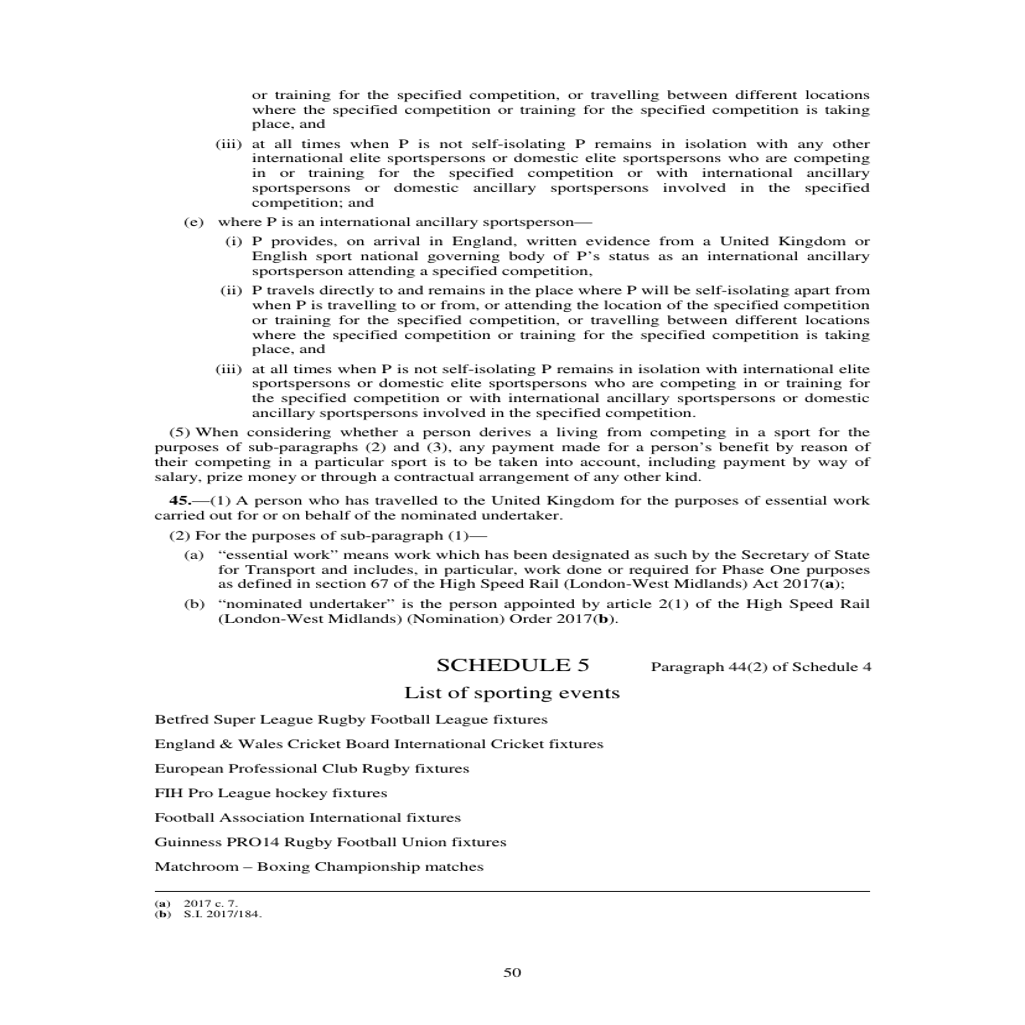 or training for the specified competition, or travelling between different locations
where the specified competition or training for the specified competition is taking
place, and
(iii) at all times when P is not self-isolating P remains in isolation with any other
international elite sportspersons or domestic elite sportspersons who are competing
in or training for the specified competition or with international ancillary
sportspersons or domestic ancillary sportspersons involved in the specified
competition; and
(e) where P is an international ancillary sportsperson—
(i) P provides, on arrival in England, written evidence from a United Kingdom or
English sport national governing body of P’s status as an international ancillary
sportsperson attending a specified competition,
(ii) P travels directly to and remains in the place where P will be self-isolating apart from
when P is travelling to or from, or attending the location of the specified competition
or training for the specified competition, or travelling between different locations
where the specified competition or training for the specified competition is taking
place, and
(iii) at all times when P is not self-isolating P remains in isolation with international elite
sportspersons or domestic elite sportspersons who are competing in or training for
the specified competition or with international ancillary sportspersons or domestic
ancillary sportspersons involved in the specified competition.
(5) When considering whether a person derives a living from competing in a sport for the
purposes of sub-paragraphs (2) and (3), any payment made for a person’s benefit by reason of
their competing in a particular sport is to be taken into account, including payment by way of
salary, prize money or through a contractual arrangement of any other kind.
45.—(1) A person who has travelled to the United Kingdom for the purposes of essential work
carried out for or on behalf of the nominated undertaker.
(2) For the purposes of sub-paragraph (1)—
(a) “essential work” means work which has been designated as such by the Secretary of State
for Transport and includes, in particular, work done or required for Phase One purposes
as defined in section 67 of the High Speed Rail (London-West Midlands) Act 2017(a);
(b) “nominated undertaker” is the person appointed by article 2(1) of the High Speed Rail
(London-West Midlands) (Nomination) Order 2017(b).
SCHEDULE 5 Paragraph 44(2) of Schedule 4
List of sporting events
Betfred Super League Rugby Football League fixtures
England & Wales Cricket Board International Cricket fixtures
European Professional Club Rugby fixtures
FIH Pro League hockey fixtures
Football Association International fixtures
Guinness PRO14 Rugby Football Union fixtures
Matchroom – Boxing Championship matches
(a) 2017 c. 7.
(b) S.I. 2017/184.
50